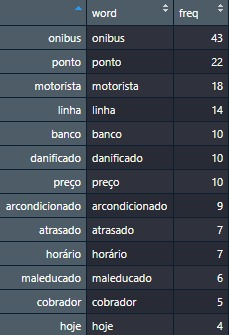 word freq
onibus onibus 43
ponto ponto 22
motorista motorista 18
linha linha 14
banco banco 10
danificado danificado 10
preço preço 10
arcondicionado arcondicionado 9
atrasado atrasado 7
horário horário 7
maleducado maleducado 6
cobrador cobrador 5
hoje hoje 4